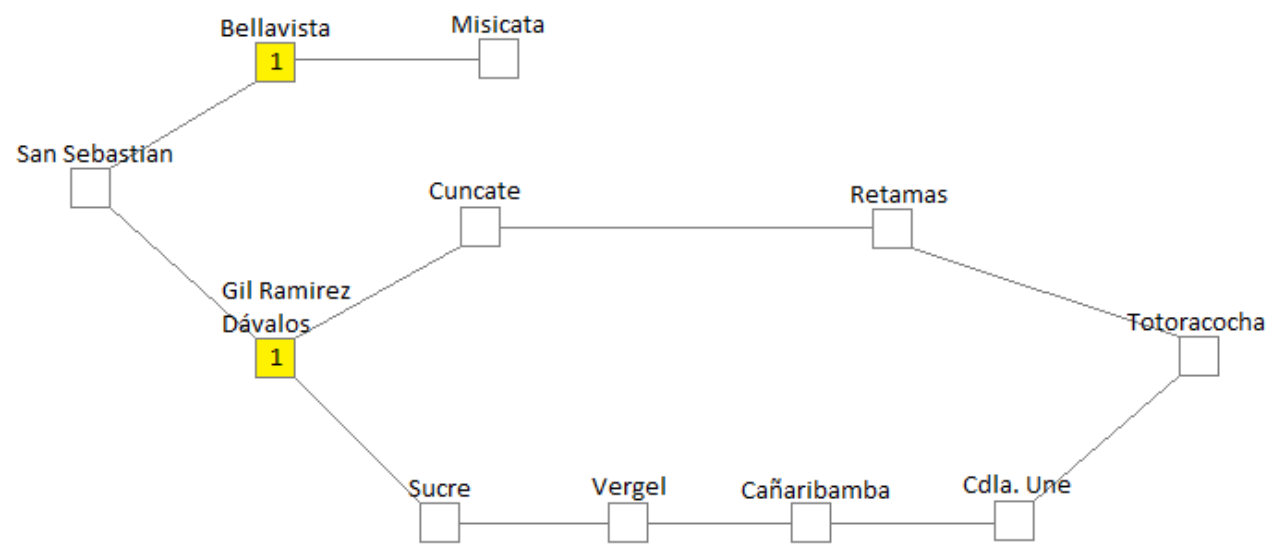 Bellavista
Misicata
1
San Sebastian
Cuncate
Retamas
Gil Ramirez
Dávalos
1
Totoracocha
Sucre
Vergel
Cañaribamba
Cdla. Une